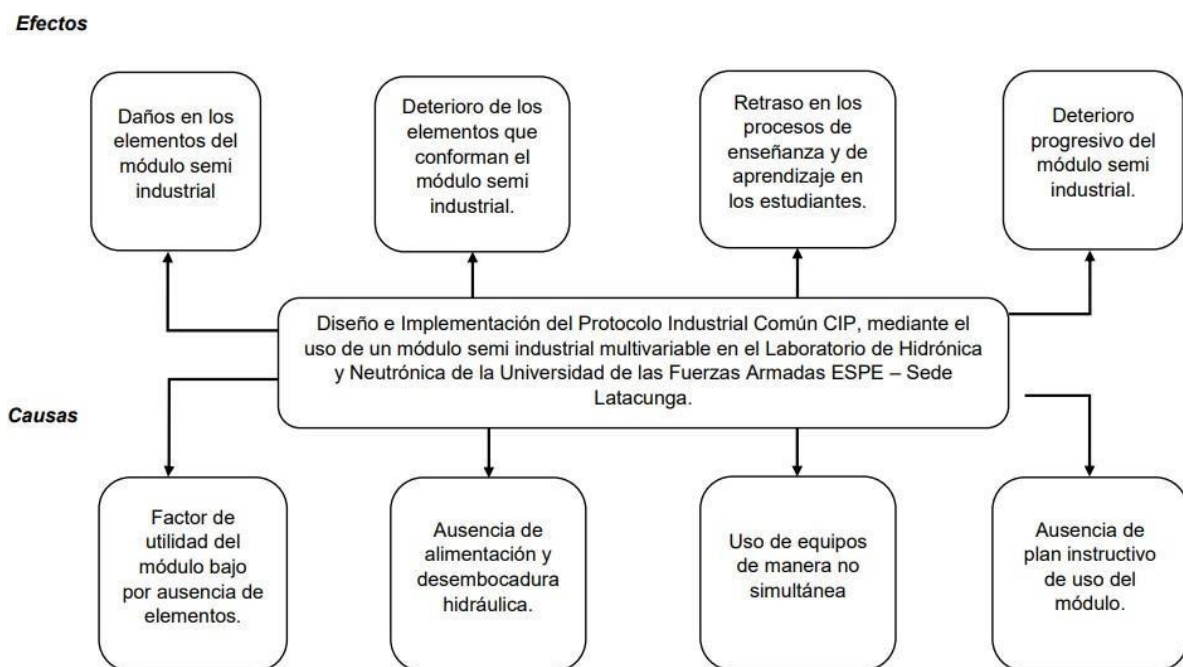 Efectos
Daños en los
elementos del
módulo semi
industrial
Deterioro de los
elementos que
conforman el
módulo semi
industrial.
Retraso en los
procesos de
enseñanza y de
aprendizaje en
los estudiantes.
Deterioro
progresivo del
módulo semi
industrial.
Diseño e Implementación del Protocolo Industrial Común CIP, mediante el
uso de un módulo semi industrial multivariable en el Laboratorio de Hidrónica
y Neutrónica de la Universidad de las Fuerzas Armadas ESPE – Sede
Latacunga.
Causas
Factor de
utilidad del
módulo bajo
por ausencia de
elementos.
Ausencia de
alimentación y
desembocadura
hidráulica.
Uso de equipos
de manera no
simultánea
Ausencia de
plan instructivo
de uso del
módulo.